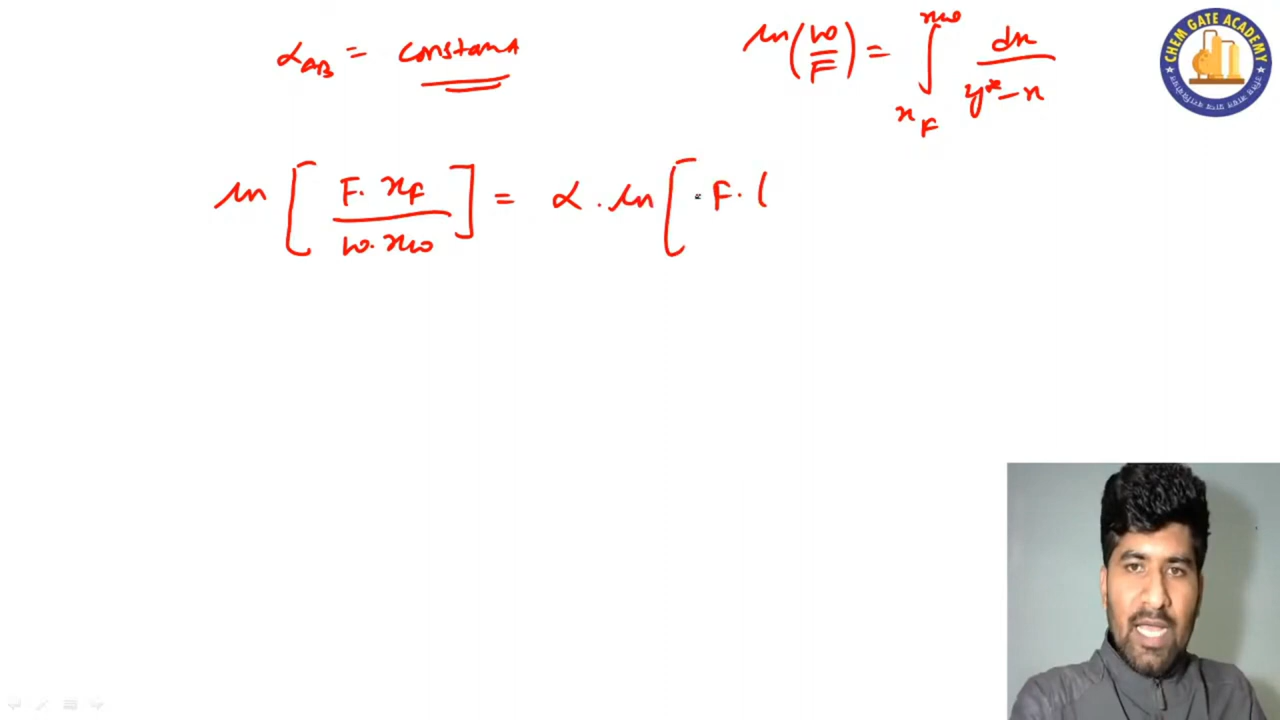 α_AB = constant
ln(W/F) = ∫_{x_F}^{x_W} dx / (y* − x)
CHEM GATE ACADEMY
ln [ F. x_F / W. x_W ] = α . ln [ F. (